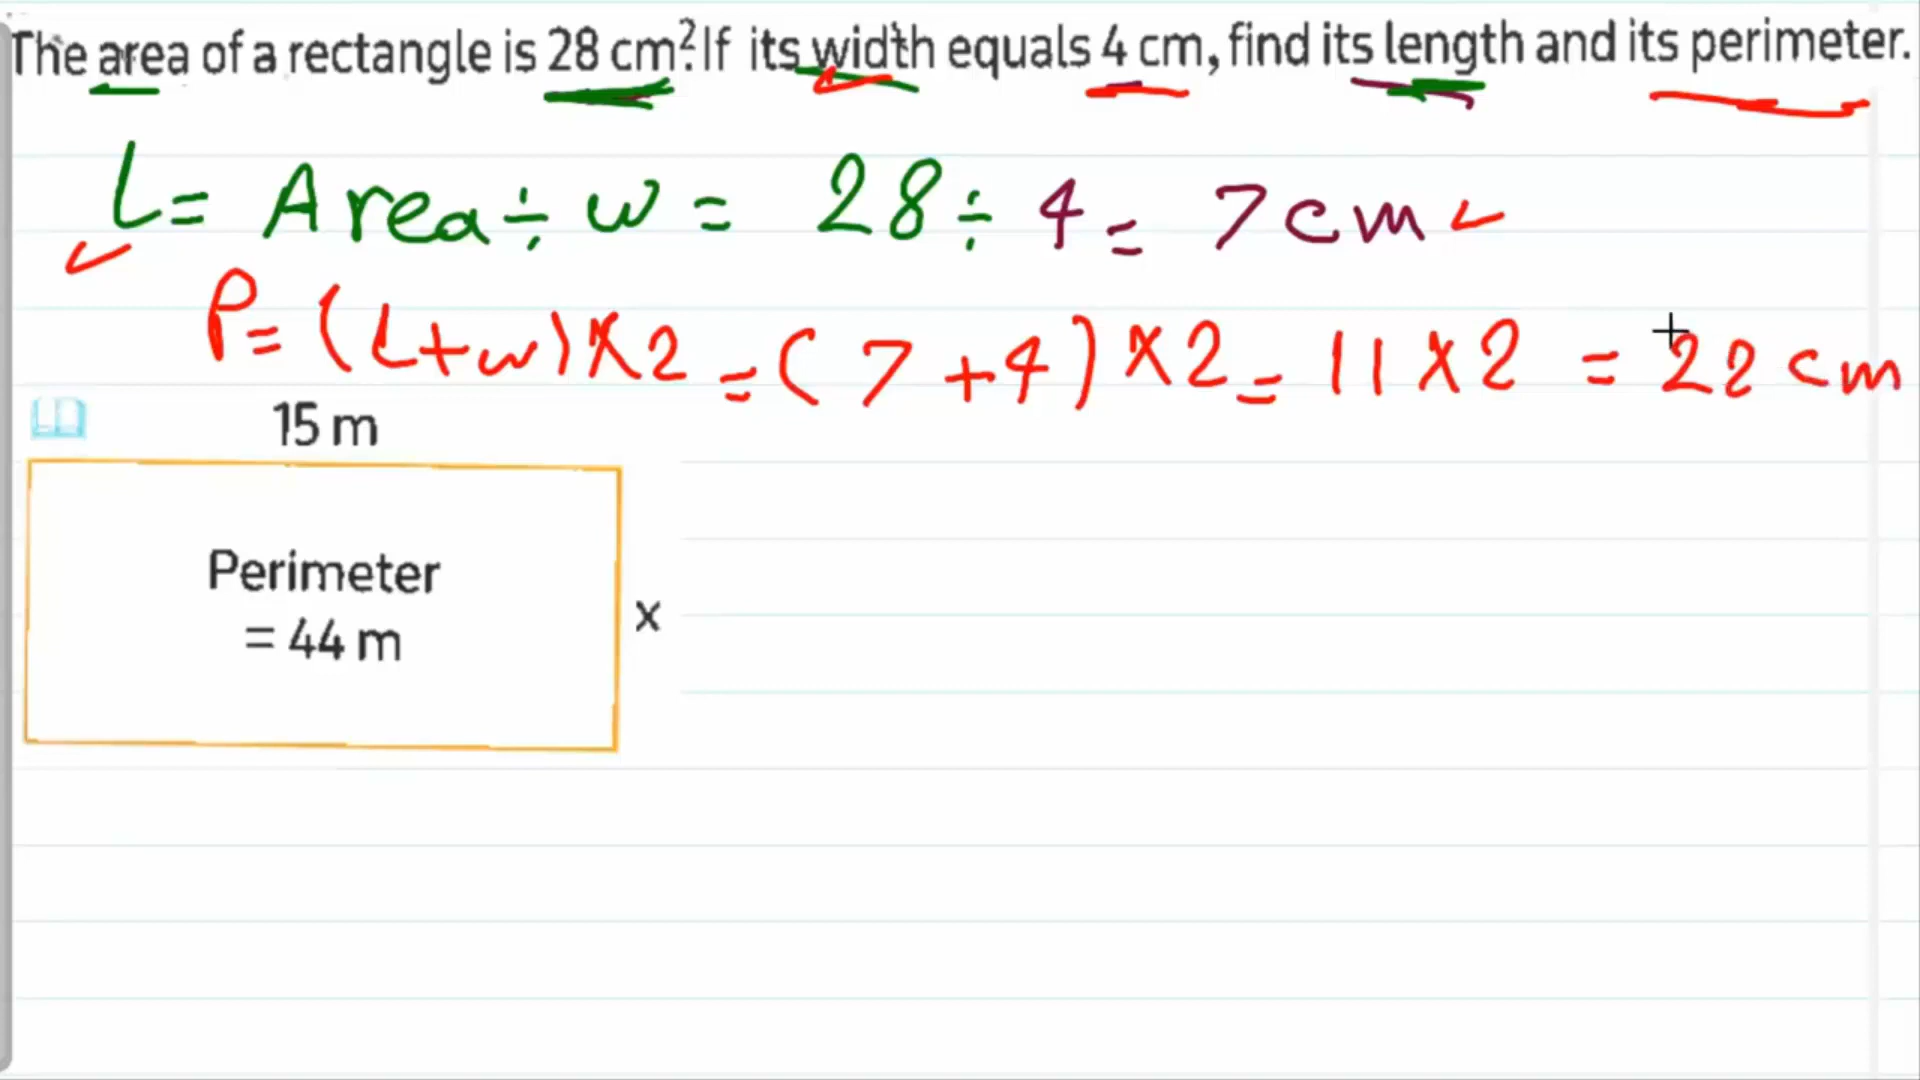 The area of a rectangle is 28 cm². If its width equals 4 cm, find its length and its perimeter.
L = Area ÷ w = 28 ÷ 4 = 7 cm
P = (L+w) × 2 = (7 + 4) × 2 = 11 × 2 = 22 cm
15 m
Perimeter
= 44 m
x